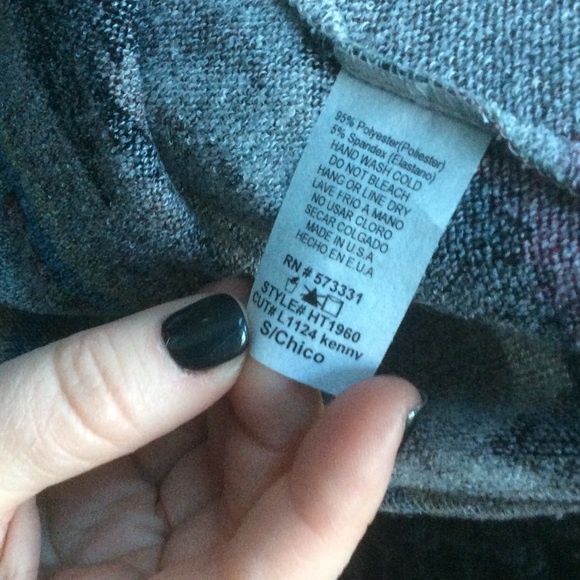 95% Polyester(Poliester)
5% Spandex (Elastano)
HAND WASH COLD
DO NOT BLEACH
HANG OR LINE DRY
LAVE FRIO A MANO
NO USAR CLORO
SECAR COLGADO
MADE IN U.S.A
HECHO EN E.U.A
RN # 573331
STYLE# HT1960
CUT# L1124 kenny
S/Chico